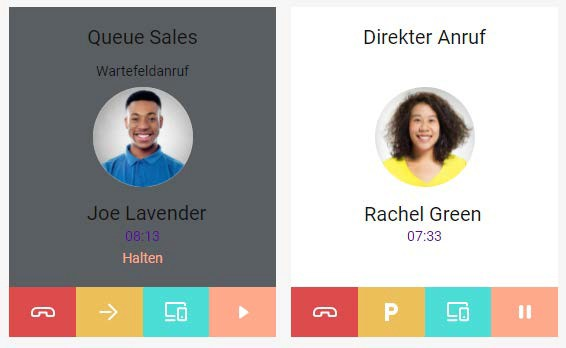 Queue Sales
Wartefeldanruf
Joe Lavender
08:13
Halten
Direkter Anruf
Rachel Green
07:33
P